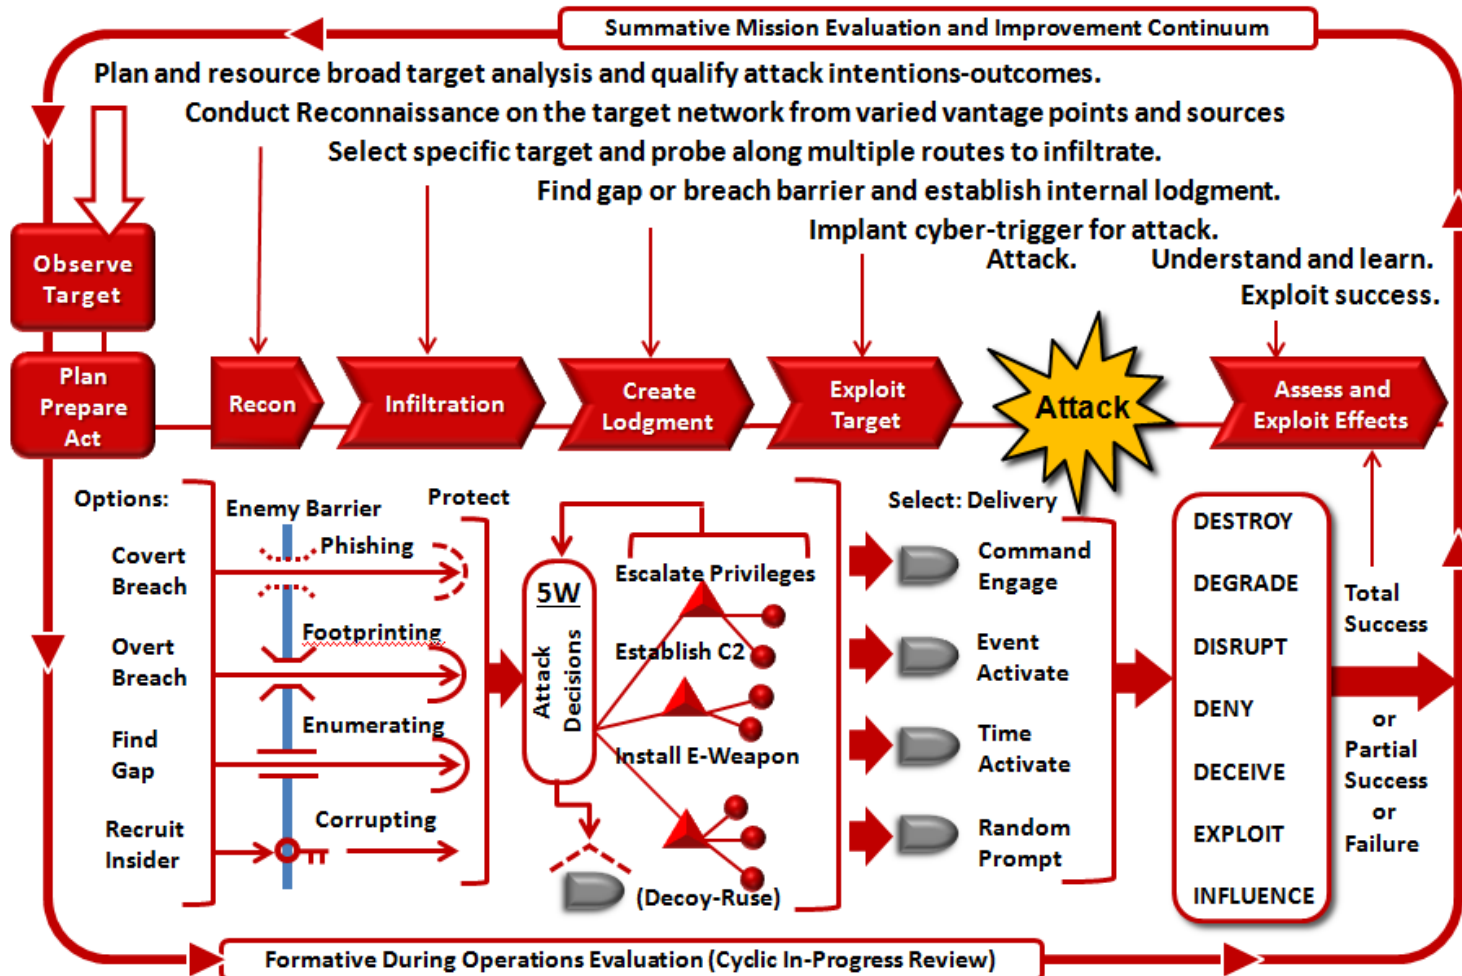 Summative Mission Evaluation and Improvement Continuum
Plan and resource broad target analysis and qualify attack intentions-outcomes.
Conduct Reconnaissance on the target network from varied vantage points and sources
Select specific target and probe along multiple routes to infiltrate.
Find gap or breach barrier and establish internal lodgment.
Implant cyber-trigger for attack.
Attack.
Understand and learn.
Exploit success.
Observe
Target
Plan
Prepare
Act
Recon
Infiltration
Create
Lodgment
Exploit
Target
Attack
Assess and
Exploit Effects
Options:
Covert
Breach
Overt
Breach
Find
Gap
Recruit
Insider
Enemy Barrier
Phishing
Footprinting
Enumerating
Corrupting
Protect
5W
Attack
Decisions
Escalate Privileges
Establish C2
Install E-Weapon
(Decoy-Ruse)
Select: Delivery
Command
Engage
Event
Activate
Time
Activate
Random
Prompt
DESTROY
DEGRADE
DISRUPT
DENY
DECEIVE
EXPLOIT
INFLUENCE
Total
Success
or
Partial
Success
or
Failure
Formative During Operations Evaluation (Cyclic In-Progress Review)